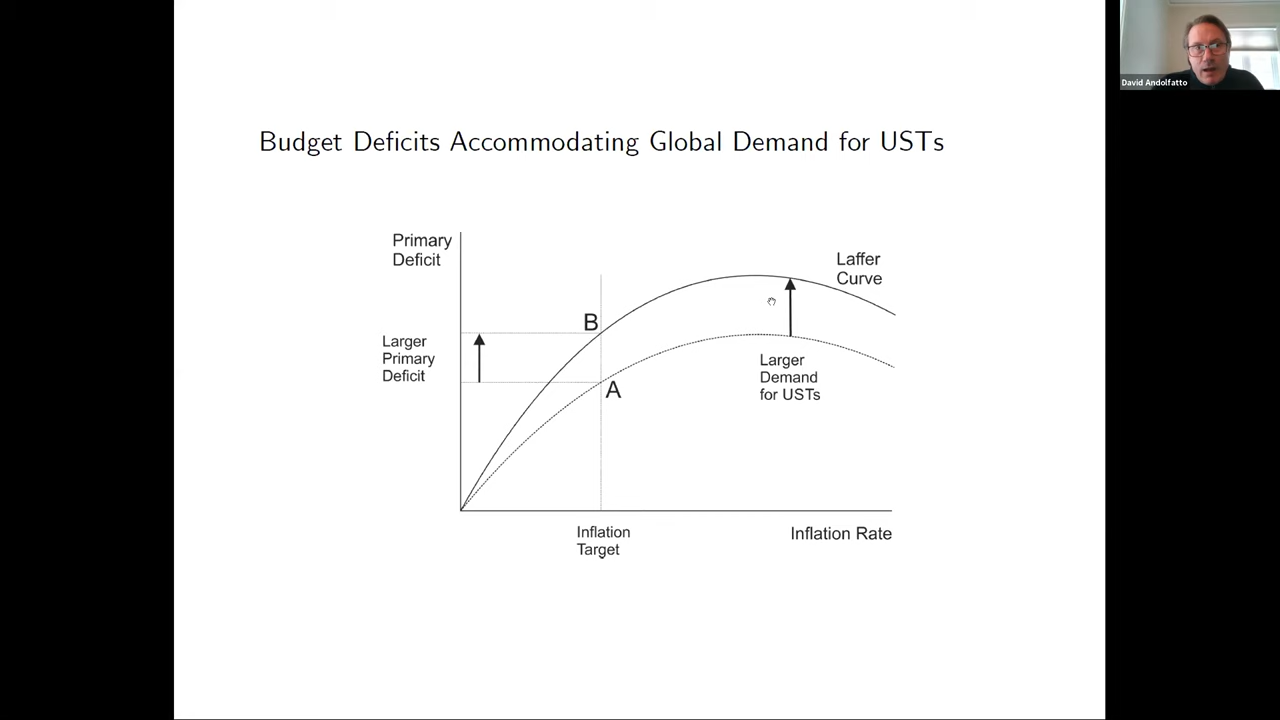 David Andolfatto
Budget Deficits Accommodating Global Demand for USTs
Primary
Deficit
Laffer
Curve
B
Larger
Primary
Deficit
Larger
Demand
for USTs
A
Inflation
Target
Inflation Rate